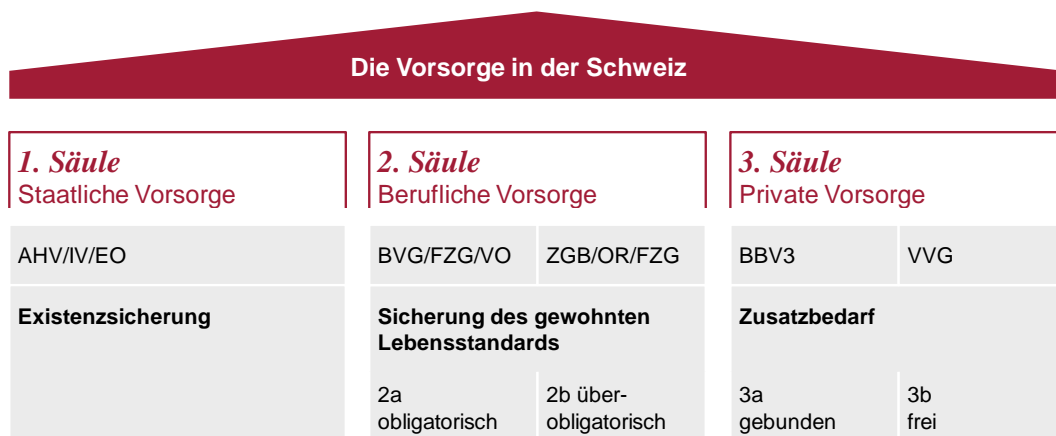 Die Vorsorge in der Schweiz
1. Säule
Staatliche Vorsorge
2. Säule
Berufliche Vorsorge
3. Säule
Private Vorsorge
AHV/IV/EO
BVG/FZG/VO
ZGB/OR/FZG
BBV3
VVG
Existenzsicherung
Sicherung des gewohnten
Lebensstandards
Zusatzbedarf
2a
obligatorisch
2b über-
obligatorisch
3a
gebunden
3b
frei